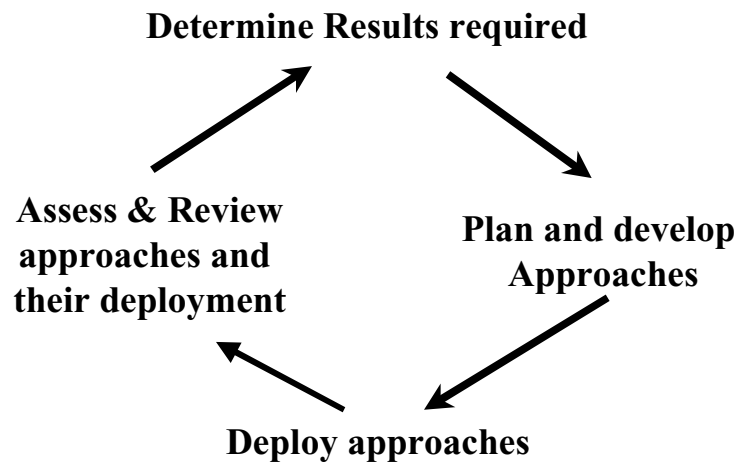 Determine Results required
Plan and develop
Approaches
Deploy approaches
Assess & Review
approaches and
their deployment